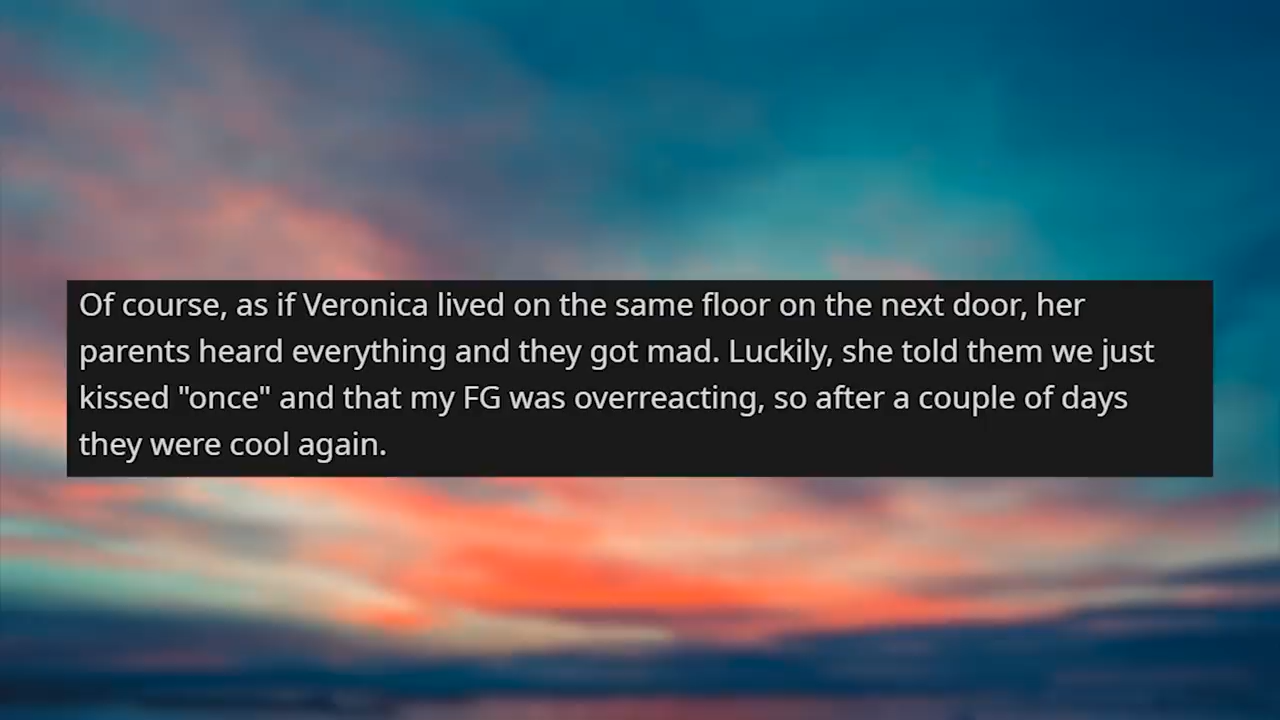 Of course, as if Veronica lived on the same floor on the next door, her
parents heard everything and they got mad. Luckily, she told them we just
kissed "once" and that my FG was overreacting, so after a couple of days
they were cool again.